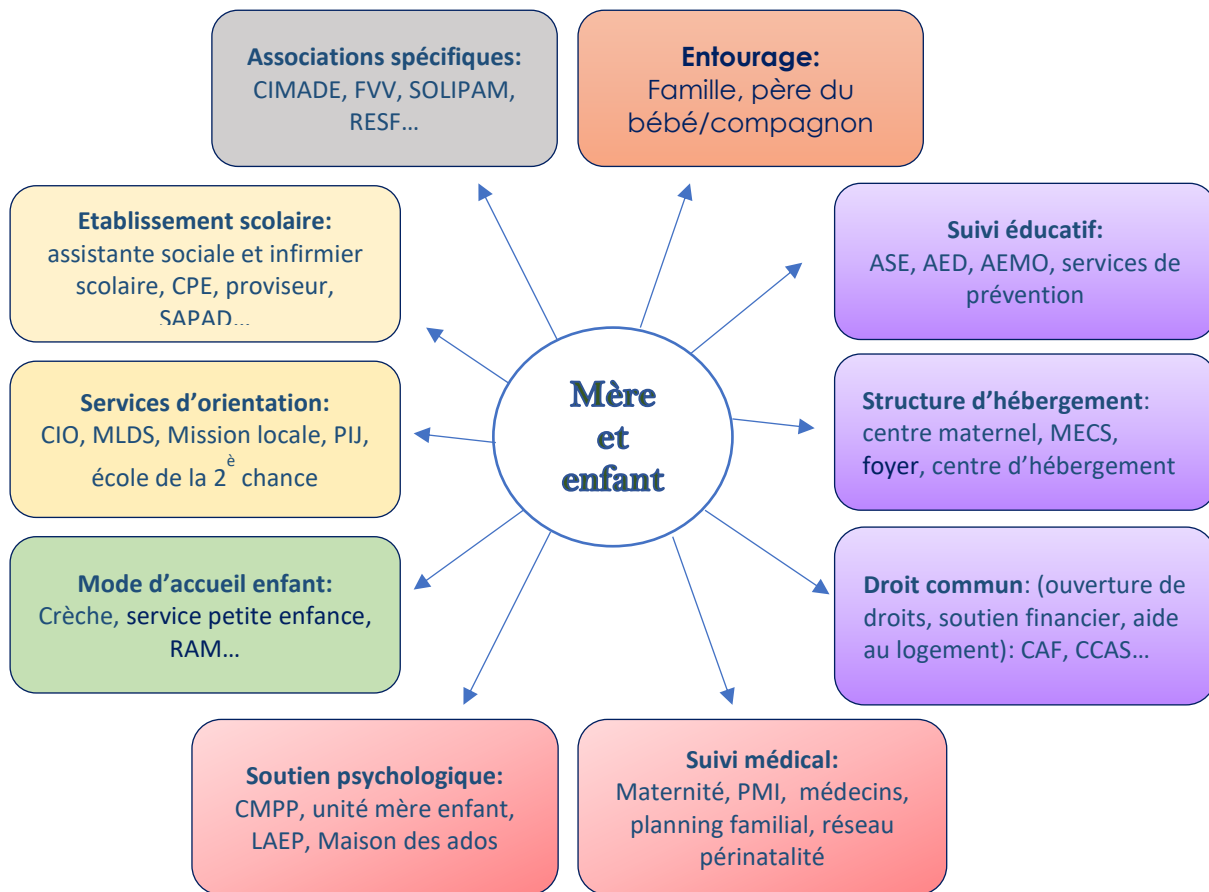 Associations spécifiques:
CIMADE, FVV, SOLIPAM,
RESF…
Entourage:
Famille, père du
bébé/compagnon
Etablissement scolaire:
assistante sociale et infirmier
scolaire, CPE, proviseur,
SAPAD…
Suivi éducatif:
ASE, AED, AEMO, services de
prévention
Services d’orientation:
CIO, MLDS, Mission locale, PIJ,
école de la 2è chance
Mère
et
enfant
Structure d’hébergement:
centre maternel, MECS,
foyer, centre d’hébergement
Mode d’accueil enfant:
Crèche, service petite enfance,
RAM…
Droit commun: (ouverture de
droits, soutien financier, aide
au logement): CAF, CCAS…
Soutien psychologique:
CMPP, unité mère enfant,
LAEP, Maison des ados
Suivi médical:
Maternité, PMI, médecins,
planning familial, réseau
périnatalité